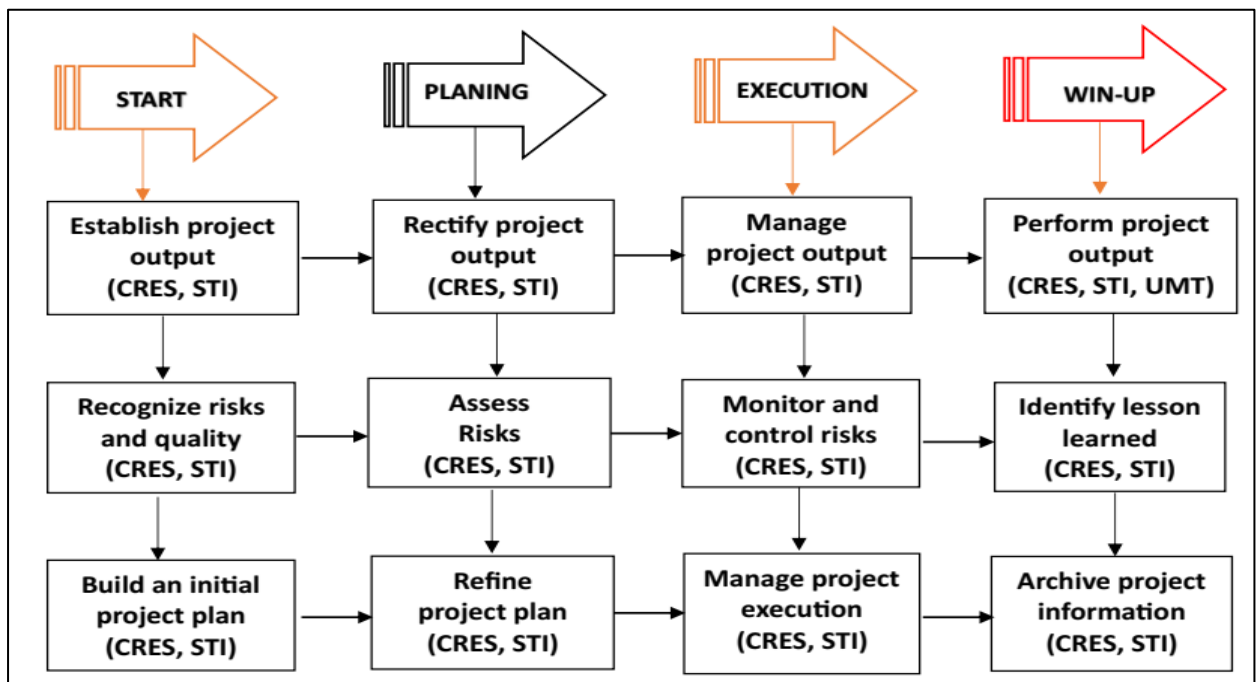 START
PLANING
EXECUTION
WIN-UP
Establish project
output
(CRES, STI)
Rectify project
output
(CRES, STI)
Manage
project output
(CRES, STI)
Perform project
output
(CRES, STI, UMT)
Recognize risks
and quality
(CRES, STI)
Assess
Risks
(CRES, STI)
Monitor and
control risks
(CRES, STI)
Identify lesson
learned
(CRES, STI)
Build an initial
project plan
(CRES, STI)
Refine
project plan
(CRES, STI)
Manage project
execution
(CRES, STI)
Archive project
information
(CRES, STI)